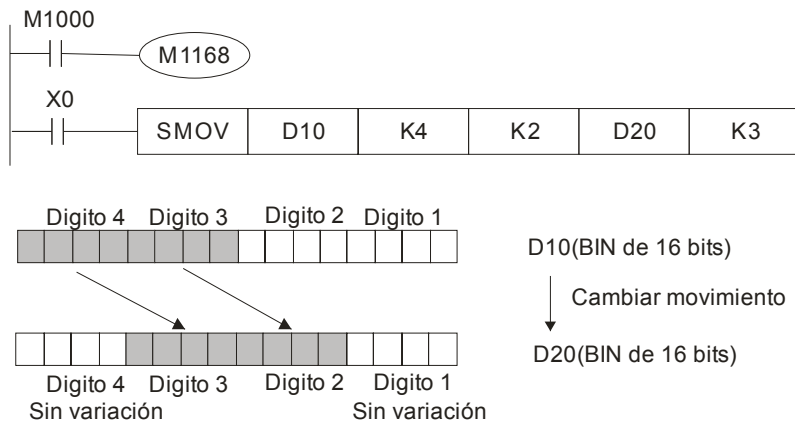 M1000
M1168
X0
SMOV D10 K4 K2 D20 K3
Digito 4 Digito 3 Digito 2 Digito 1
D10(BIN de 16 bits)
Cambiar movimiento
D20(BIN de 16 bits)
Digito 4 Digito 3 Digito 2 Digito 1
Sin variación Sin variación